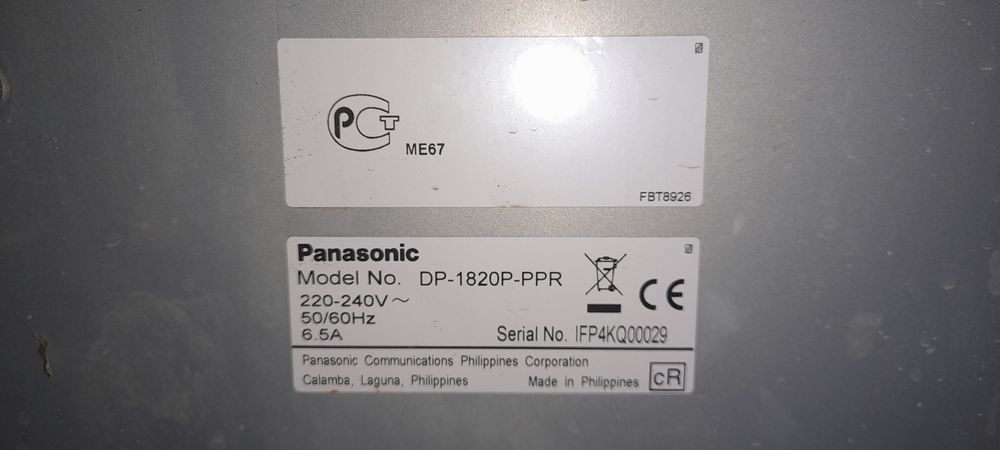 РСТ
ME67
FBT8926
Panasonic
Model No. DP-1820P-PPR
220-240V ~
50/60Hz
6.5A
Serial No. IFP4KQ00029
Panasonic Communications Philippines Corporation
Calamba, Laguna, Philippines Made in Philippines cR
CE